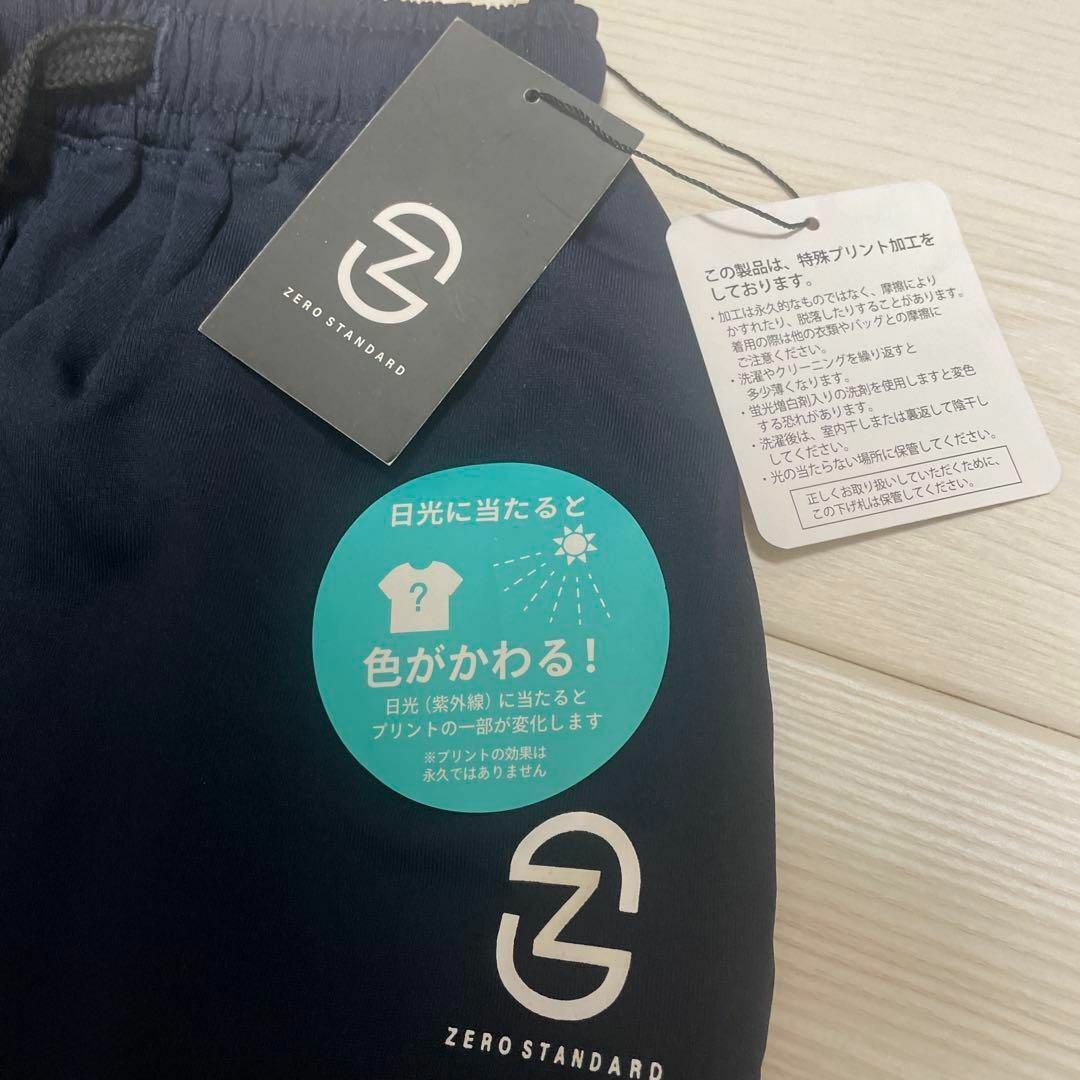 ZERO STANDARD
この製品は、特殊プリント加工を
しております。
・加工は永久的なものではなく、摩擦により
かすれたり、脱落したりすることがあります。
着用の際は他の衣類やバッグとの摩擦に
ご注意ください。
・洗濯やクリーニングを繰り返すと
多少薄くなります。
・蛍光増白剤入りの洗剤を使用しますと変色
する恐れがあります。
・洗濯後は、室内干しまたは裏返して陰干し
してください。
・光の当たらない場所に保管してください。
正しくお取り扱いしていただくために、
この下げ札は保管してください。
日光に当たると
?
色がかわる!
日光(紫外線)に当たると
プリントの一部が変化します
※プリントの効果は
永久ではありません
ZERO STANDARD